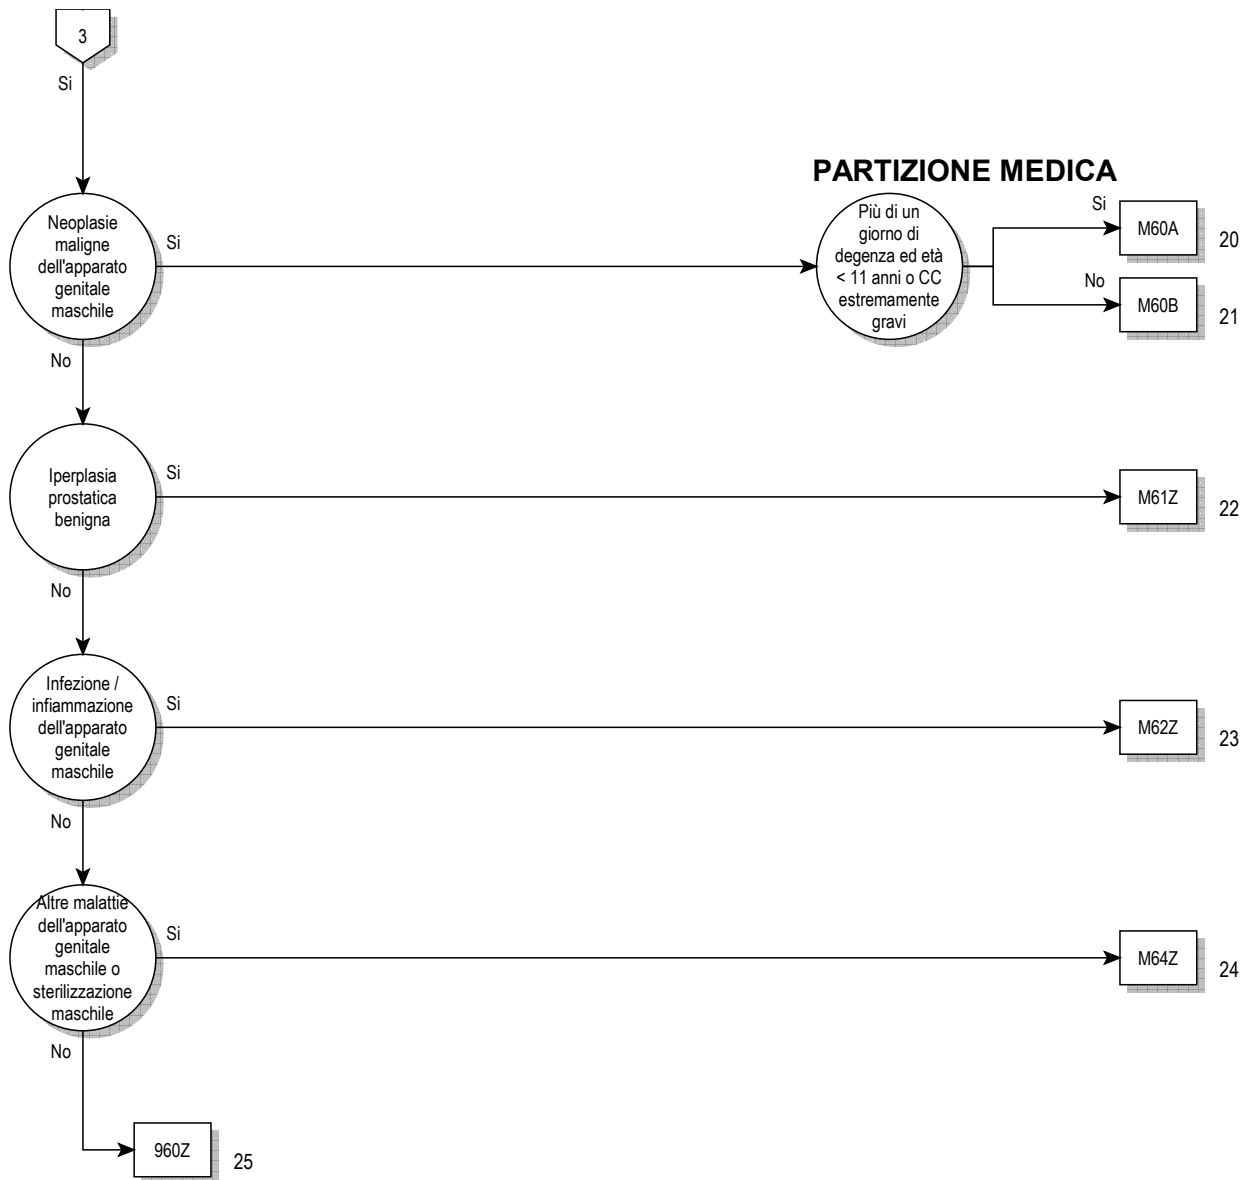 3
Si
PARTIZIONE MEDICA
Neoplasie
maligne
dell'apparato
genitale
maschile
Si
Più di un
giorno di
degenza ed età
< 11 anni o CC
estremamente
gravi
Si
M60A
20
No
M60B
21
No
Iperplasia
prostatica
benigna
Si
M61Z
22
No
Infezione /
infiammazione
dell'apparato
genitale
maschile
Si
M62Z
23
No
Altre malattie
dell'apparato
genitale
maschile o
sterilizzazione
maschile
Si
M64Z
24
No
960Z
25